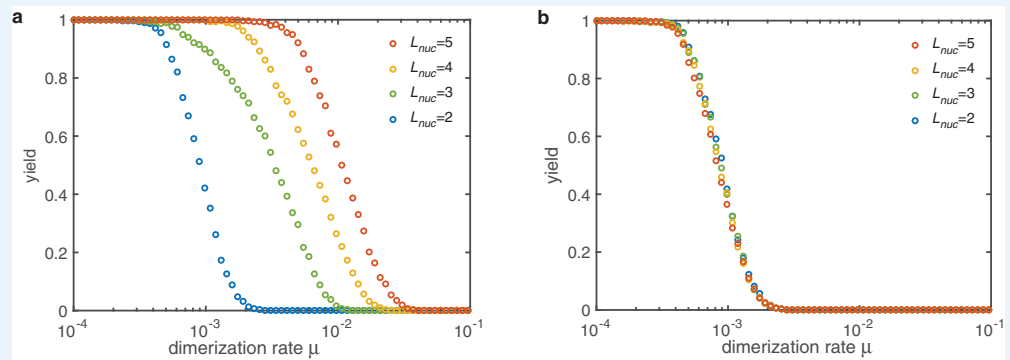 a
1
0.8
0.6
0.4
0.2
0
yield
10⁻⁴
10⁻³
10⁻²
10⁻¹
dimerization rate μ
L_nuc=5
L_nuc=4
L_nuc=3
L_nuc=2
b
1
0.8
0.6
0.4
0.2
0
yield
10⁻⁴
10⁻³
10⁻²
10⁻¹
dimerization rate μ
L_nuc=5
L_nuc=4
L_nuc=3
L_nuc=2